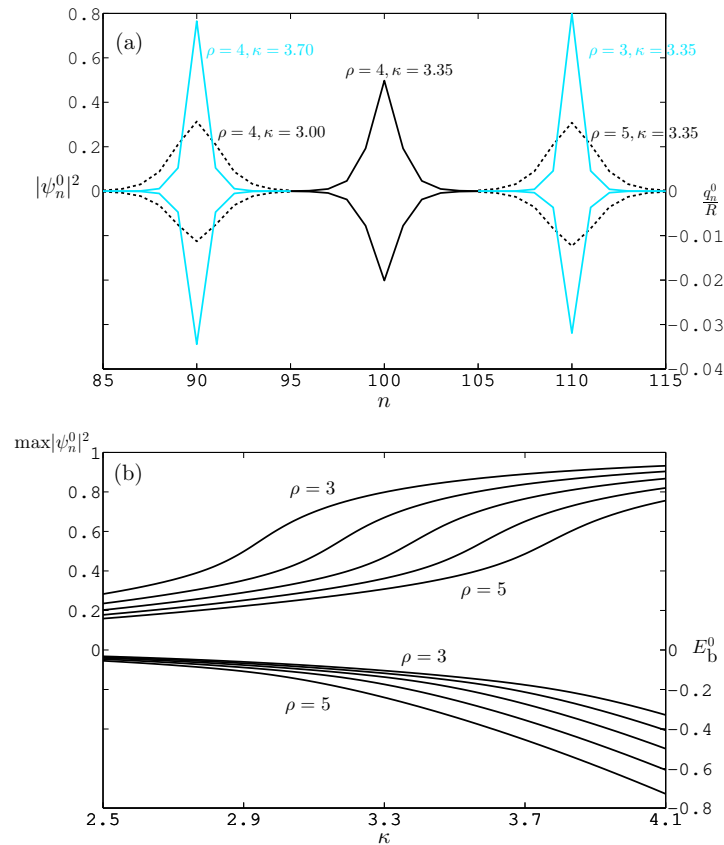 0.8
(a)
ρ = 4, κ = 3.70
ρ = 4, κ = 3.35
ρ = 3, κ = 3.35
0.6
0.4
ρ = 4, κ = 3.00
ρ = 5, κ = 3.35
0.2
|ψ_n^0|^2
0
0
q_n^0/R
-0.01
-0.02
-0.03
-0.04
85 90 95 100 105 110 115
n
max|ψ_n^0|^2
1
(b)
0.8
ρ = 3
0.6
0.4
ρ = 5
0.2
0
0
E_b^0
ρ = 3
-0.2
ρ = 5
-0.4
-0.6
-0.8
2.5 2.9 3.3 3.7 4.1
κ